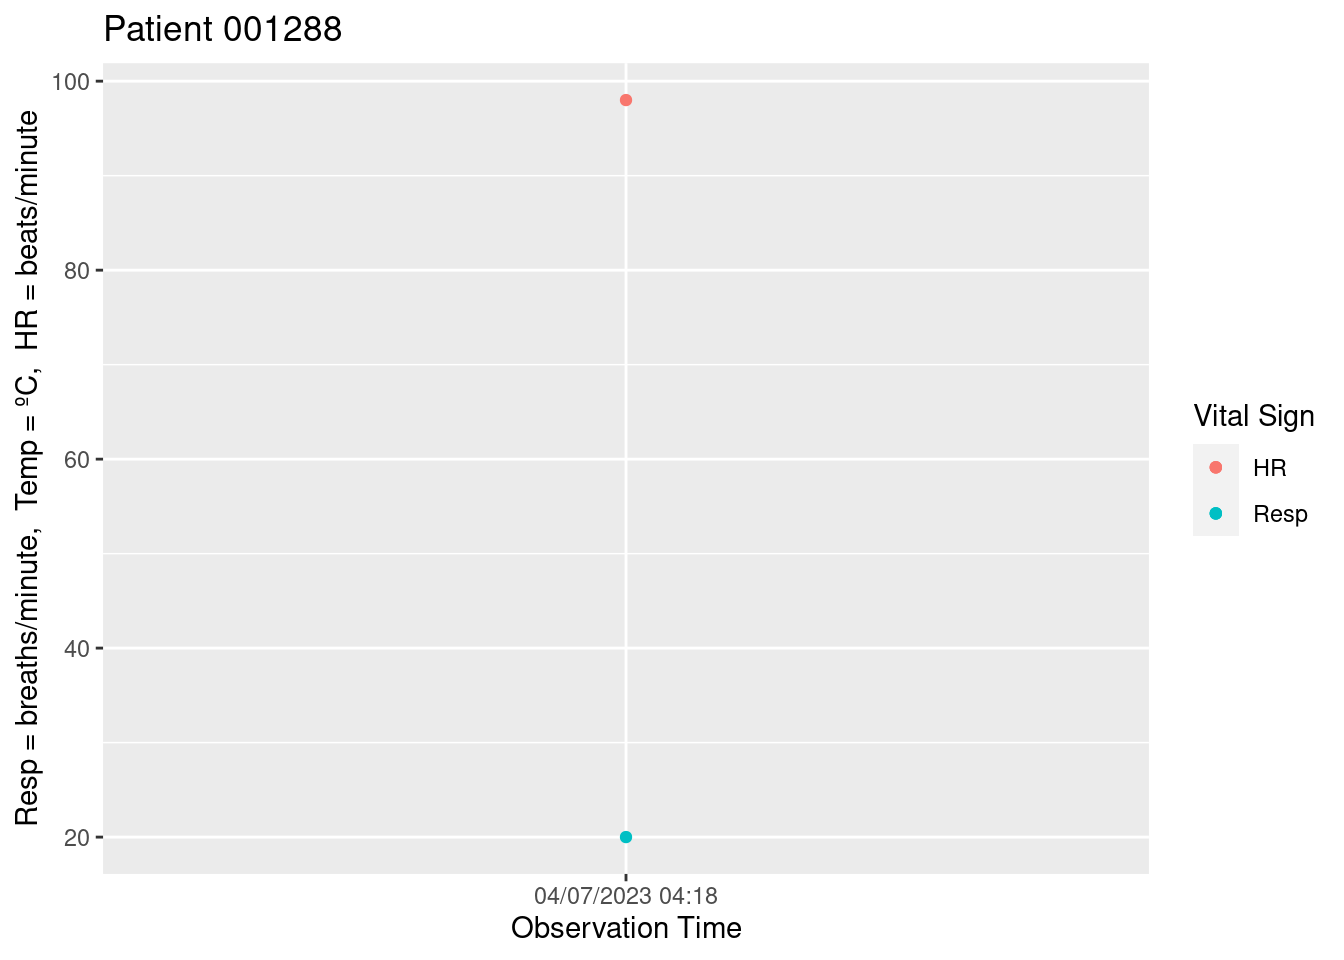 Patient 001288
100
80
60
40
20
Resp = breaths/minute,  Temp = ºC,  HR = beats/minute
04/07/2023 04:18
Observation Time
Vital Sign
HR
Resp